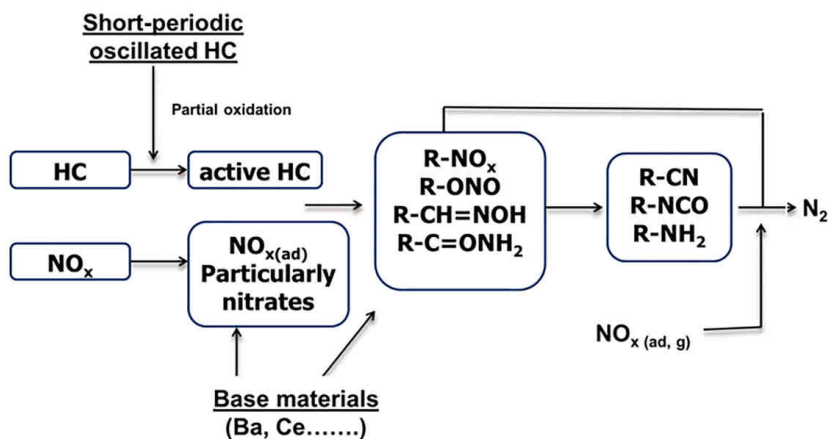 Short-periodic
oscillated HC
Partial oxidation
HC
active HC
NOx
NOx(ad)
Particularly
nitrates
R-NOx
R-ONO
R-CH=NOH
R-C=ONH2
R-CN
R-NCO
R-NH2
N2
NOx (ad, g)
Base materials
(Ba, Ce.......)